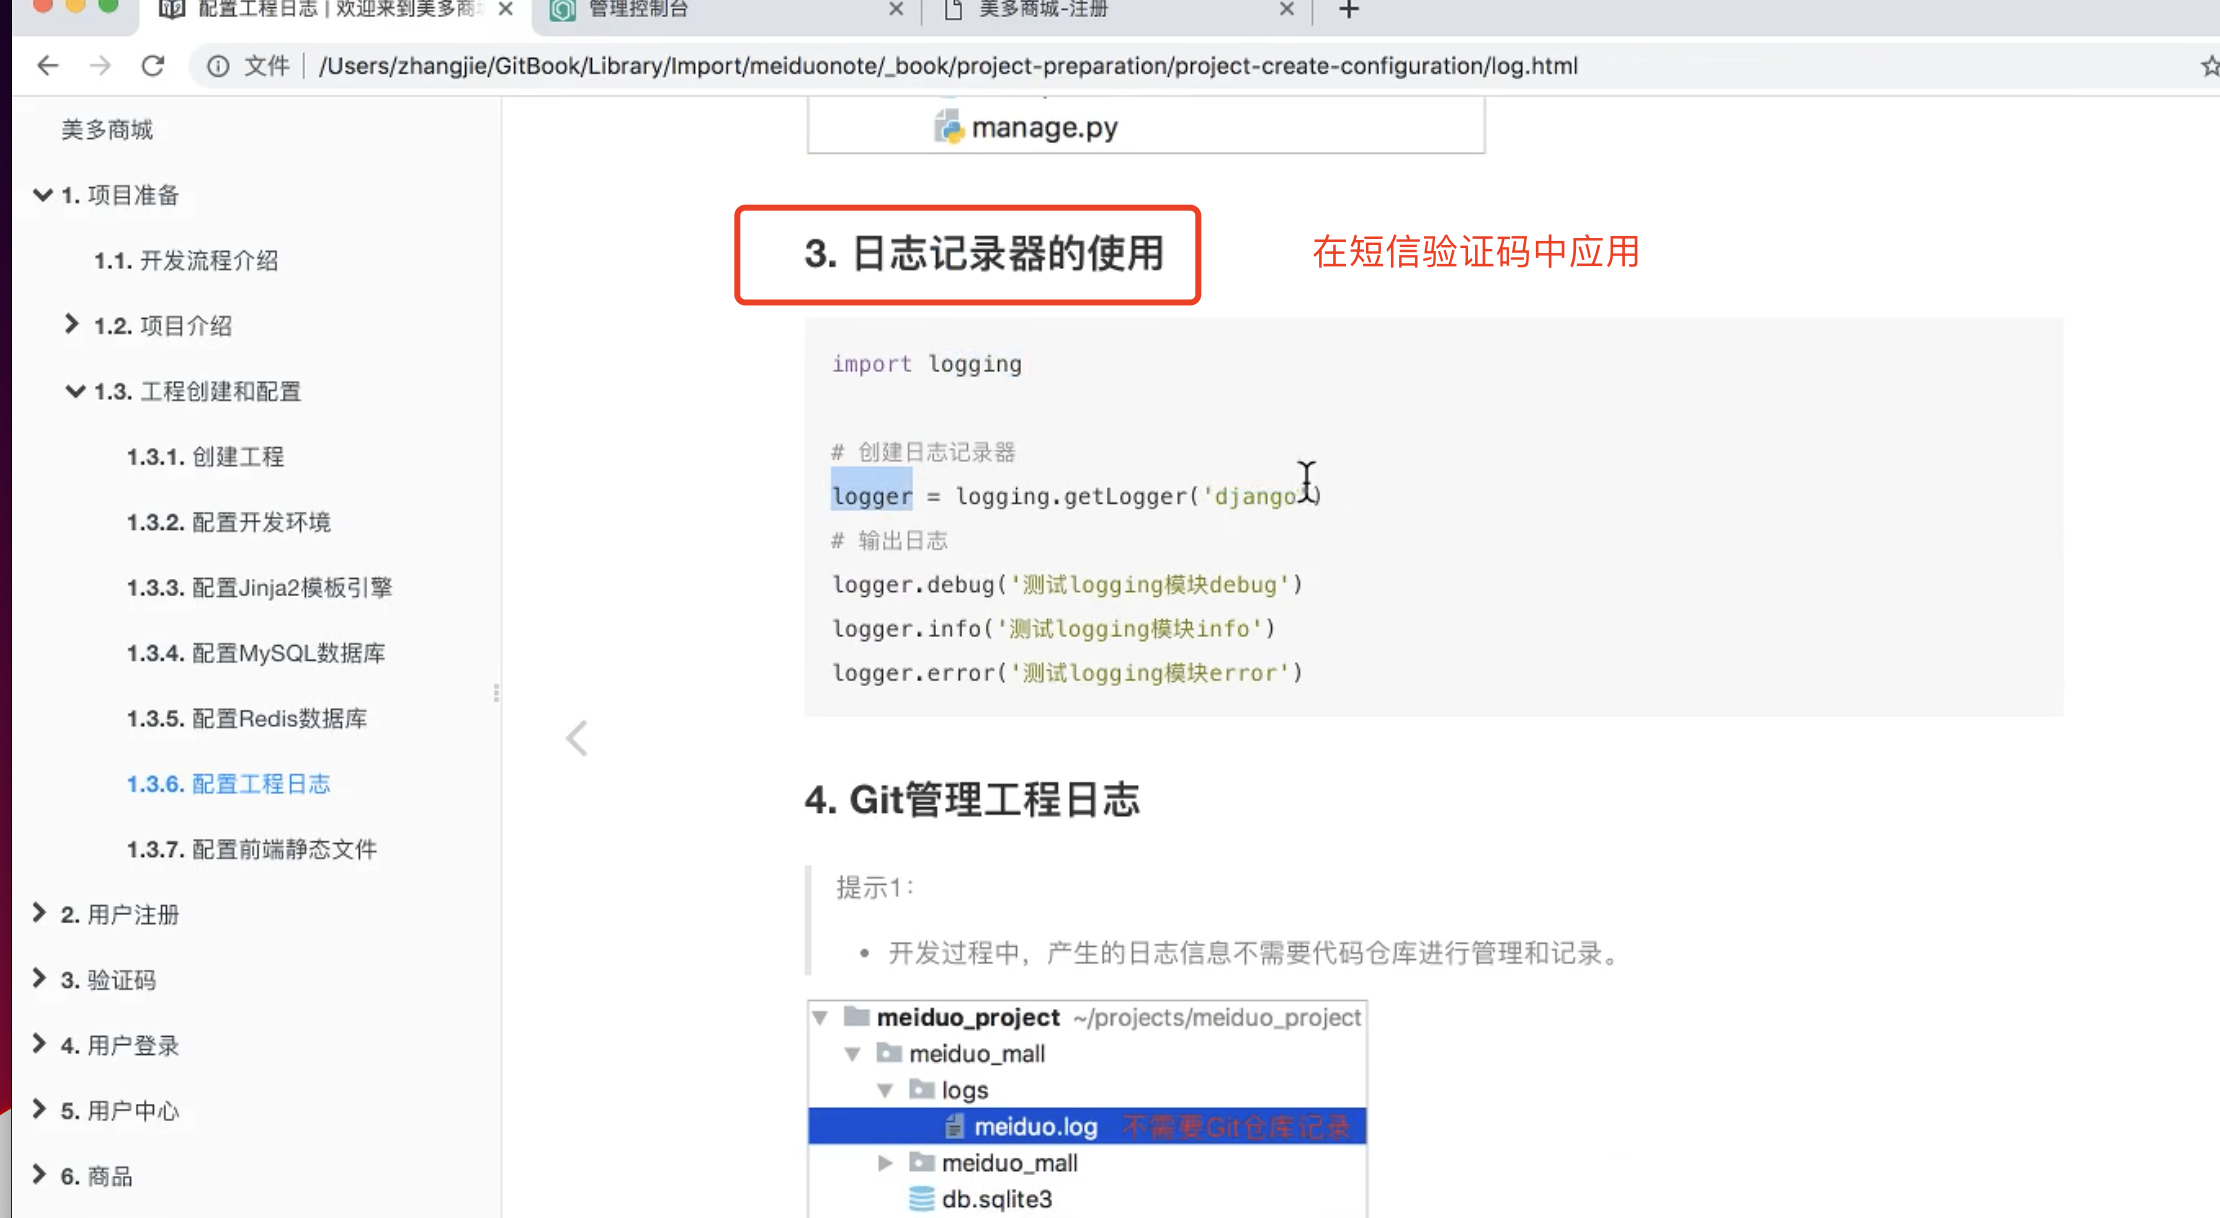 配置工程日志 | 欢迎来到美多商
管理控制台
美多商城-注册
文件 /Users/zhangjie/GitBook/Library/Import/meiduonote/_book/project-preparation/project-create-configuration/log.html
美多商城
1. 项目准备
1.1. 开发流程介绍
1.2. 项目介绍
1.3. 工程创建和配置
1.3.1. 创建工程
1.3.2. 配置开发环境
1.3.3. 配置Jinja2模板引擎
1.3.4. 配置MySQL数据库
1.3.5. 配置Redis数据库
1.3.6. 配置工程日志
1.3.7. 配置前端静态文件
2. 用户注册
3. 验证码
4. 用户登录
5. 用户中心
6. 商品
manage.py
3. 日志记录器的使用
在短信验证码中应用
import logging
# 创建日志记录器
logger = logging.getLogger('django')
# 输出日志
logger.debug('测试logging模块debug')
logger.info('测试logging模块info')
logger.error('测试logging模块error')
4. Git管理工程日志
提示1：
• 开发过程中，产生的日志信息不需要代码仓库进行管理和记录。
meiduo_project ~/projects/meiduo_project
meiduo_mall
logs
meiduo.log 不需要Git仓库记录
meiduo_mall
db.sqlite3